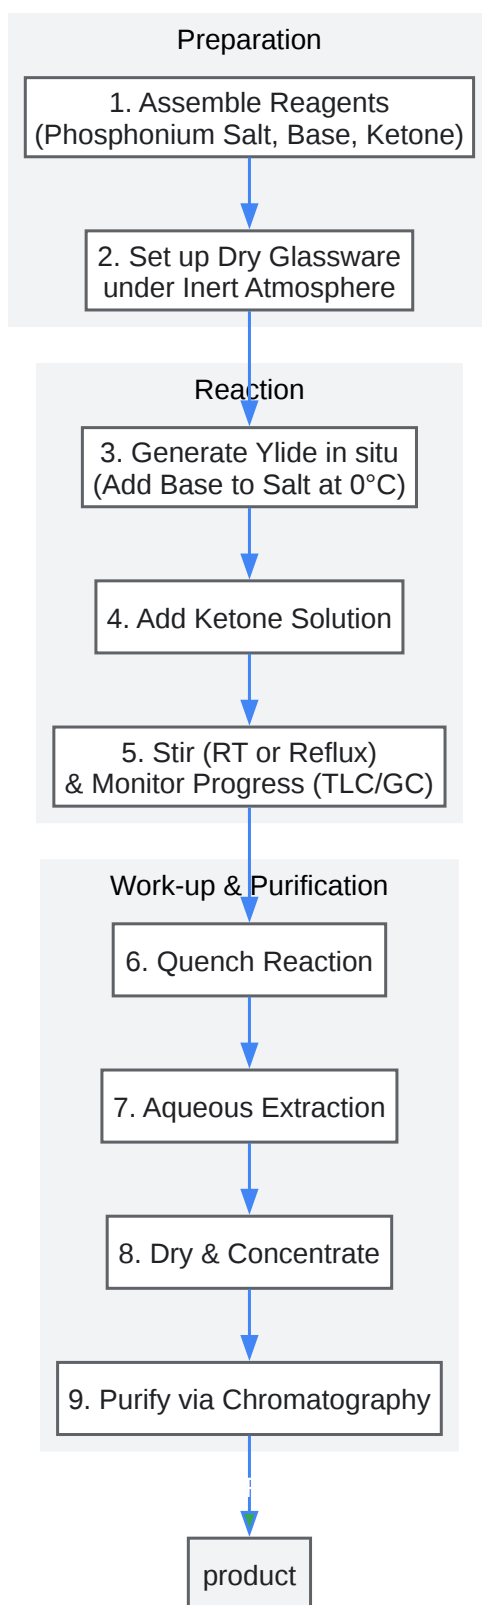 Preparation
1. Assemble Reagents
(Phosphonium Salt, Base, Ketone)
2. Set up Dry Glassware
under Inert Atmosphere
Reaction
3. Generate Ylide in situ
(Add Base to Salt at 0°C)
4. Add Ketone Solution
5. Stir (RT or Reflux)
& Monitor Progress (TLC/GC)
Work-up & Purification
6. Quench Reaction
7. Aqueous Extraction
8. Dry & Concentrate
9. Purify via Chromatography
product